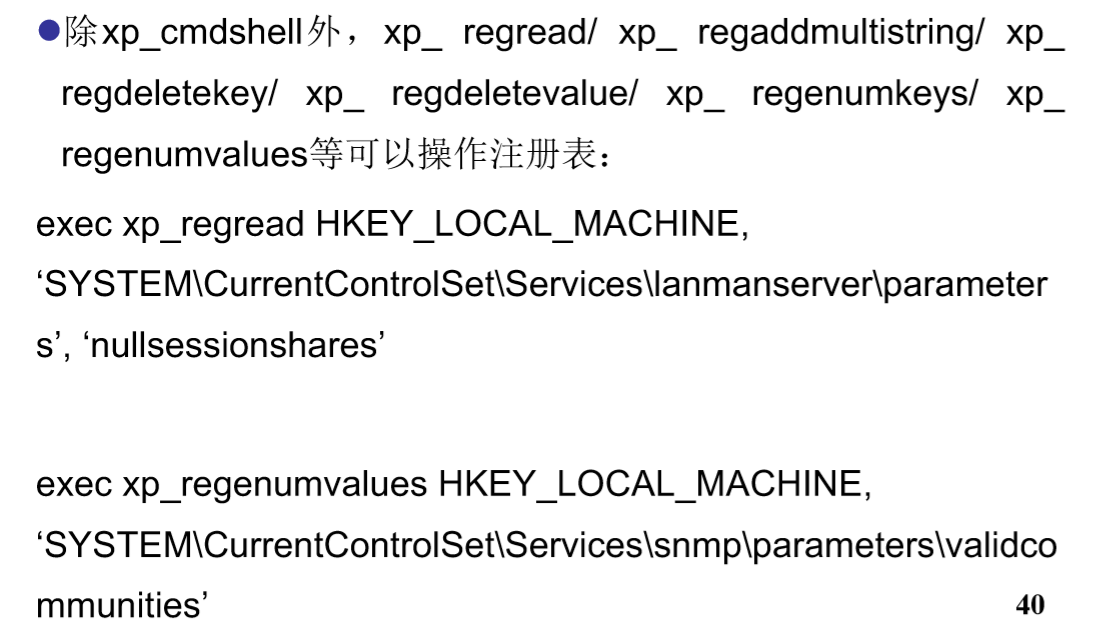 ●除xp_cmdshell外，xp_ regread/ xp_ regaddmultistring/ xp_
regdeletekey/ xp_ regdeletevalue/ xp_ regenumkeys/ xp_
regenumvalues等可以操作注册表：
exec xp_regread HKEY_LOCAL_MACHINE,
‘SYSTEM\CurrentControlSet\Services\lanmanserver\parameter
s’, ‘nullsessionshares’
exec xp_regenumvalues HKEY_LOCAL_MACHINE,
‘SYSTEM\CurrentControlSet\Services\snmp\parameters\validco
mmunities’
40